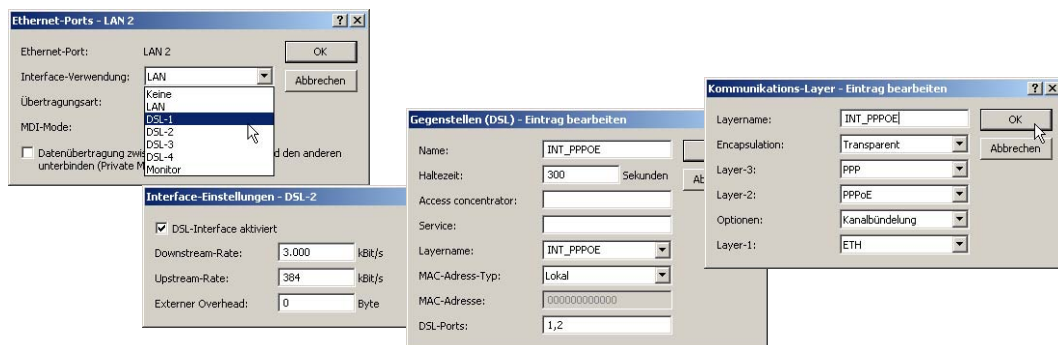 Ethernet-Ports - LAN 2
Ethernet-Port: LAN 2
OK
Interface-Verwendung: LAN
Abbrechen
Keine
LAN
DSL-1
DSL-2
DSL-3
DSL-4
Monitor
Übertragungsart:
MDI-Mode:
Datenübertragung den anderen
unterbinden (Private
Interface-Einstellungen - DSL-2
DSL-Interface aktiviert
Downstream-Rate: 3.000 kBit/s
Upstream-Rate: 384 kBit/s
Externer Overhead: 0 Byte
Gegenstellen (DSL) - Eintrag bearbeiten
Name: INT_PPPOE
Haltezeit: 300 Sekunden
Access concentrator:
Service:
Layername: INT_PPPOE
MAC-Adress-Typ: Lokal
MAC-Adresse: 000000000000
DSL-Ports: 1,2
Kommunikations-Layer - Eintrag bearbeiten
Layername: INT_PPPOE
OK
Encapsulation: Transparent
Abbrechen
Layer-3: PPP
Layer-2: PPPoE
Optionen: Kanalbündelung
Layer-1: ETH